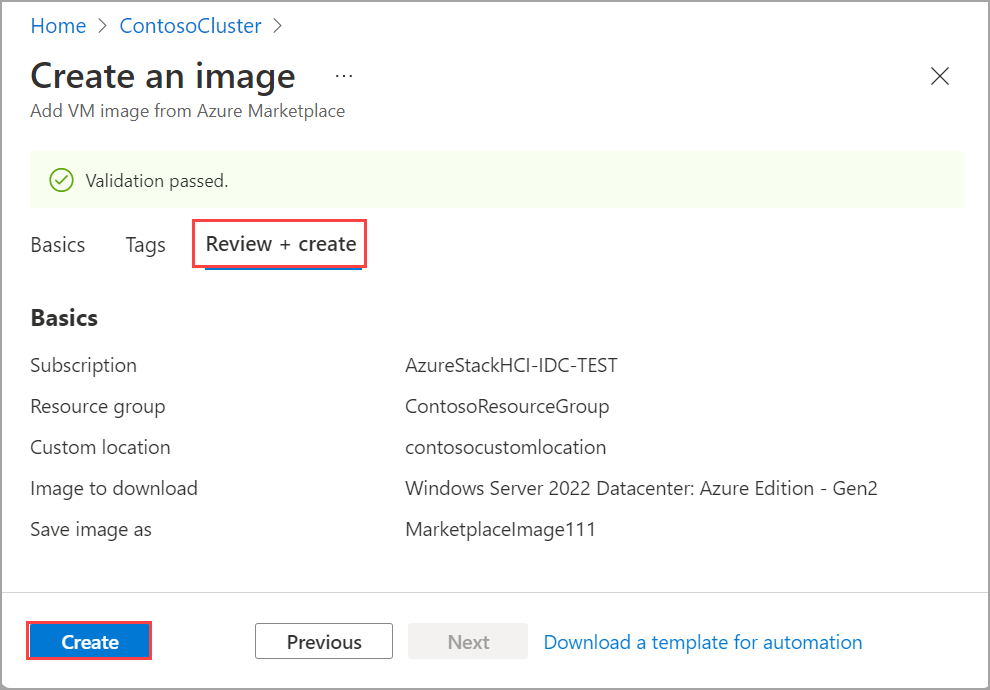 Home > ContosoCluster >
Create an image ...
Add VM image from Azure Marketplace
Validation passed.
Basics Tags Review + create
Basics
Subscription AzureStackHCI-IDC-TEST
Resource group ContosoResourceGroup
Custom location contosocustomlocation
Image to download Windows Server 2022 Datacenter: Azure Edition - Gen2
Save image as MarketplaceImage111
Create Previous Next Download a template for automation